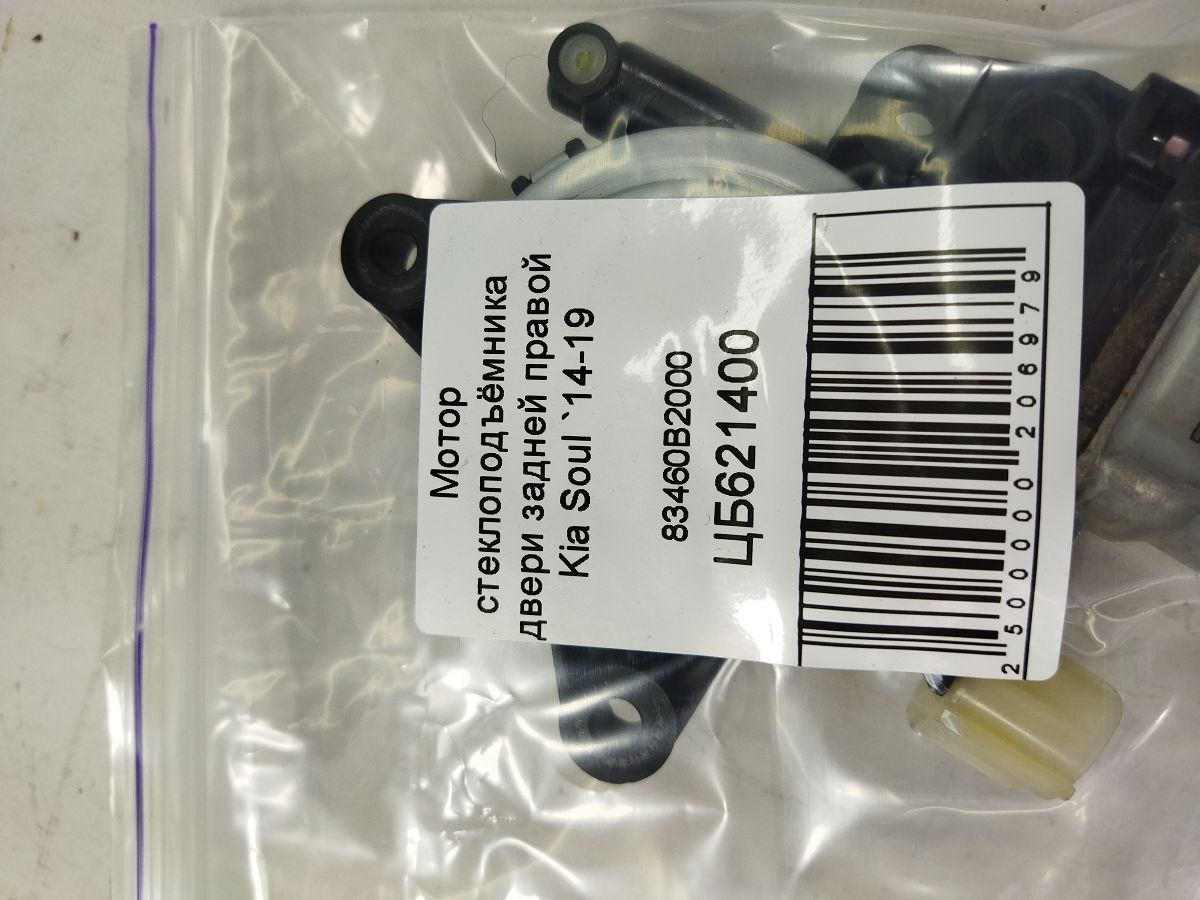 Мотор
стеклоподъёмника
двери задней правой
Kia Soul `14-19
83460B2000
ЦБ621400
2500000206979